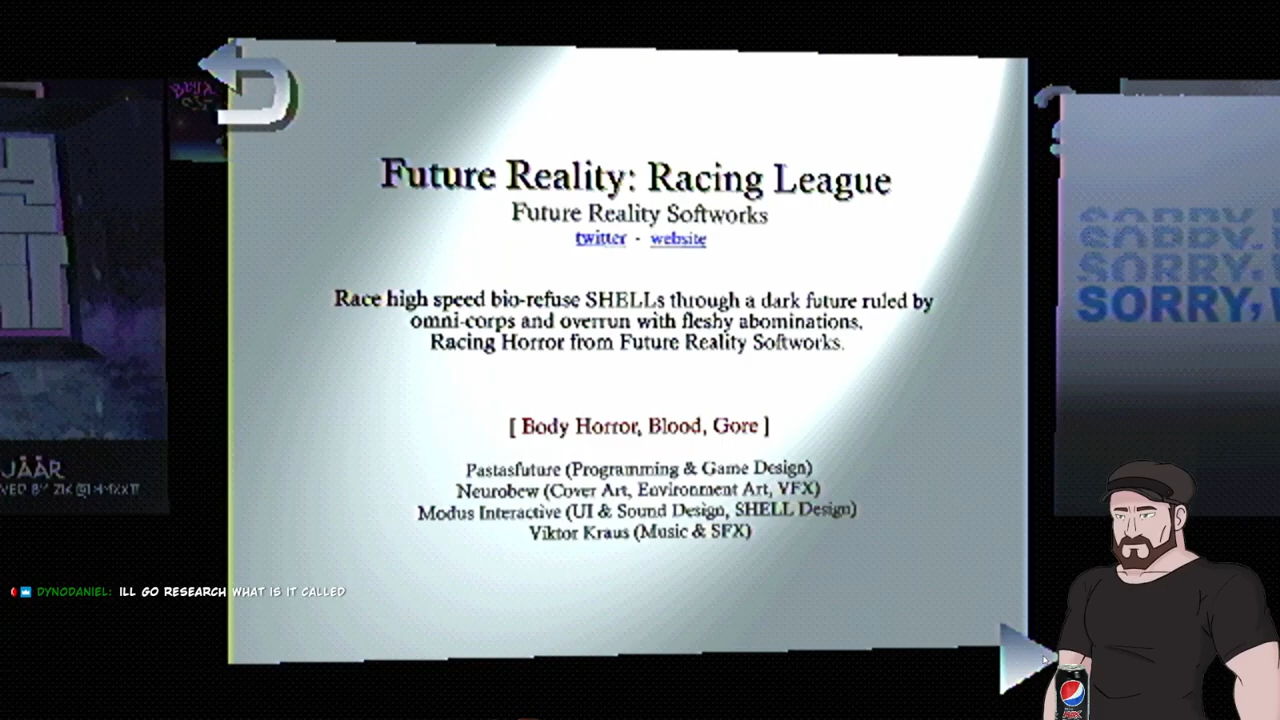 Future Reality: Racing League
Future Reality Softworks
twitter - website
Race high speed bio-refuse SHELLs through a dark future ruled by
omni-corps and overrun with fleshy abominations.
Racing Horror from Future Reality Softworks.
[ Body Horror, Blood, Gore ]
Pastasfuture (Programming & Game Design)
Neurobew (Cover Art, Environment Art, VFX)
Modus Interactive (UI & Sound Design, SHELL Design)
Viktor Kraus (Music & SFX)
SORRY,
SORRY,
SORRY,
DYNODANIEL: ILL GO RESEARCH WHAT IS IT CALLED